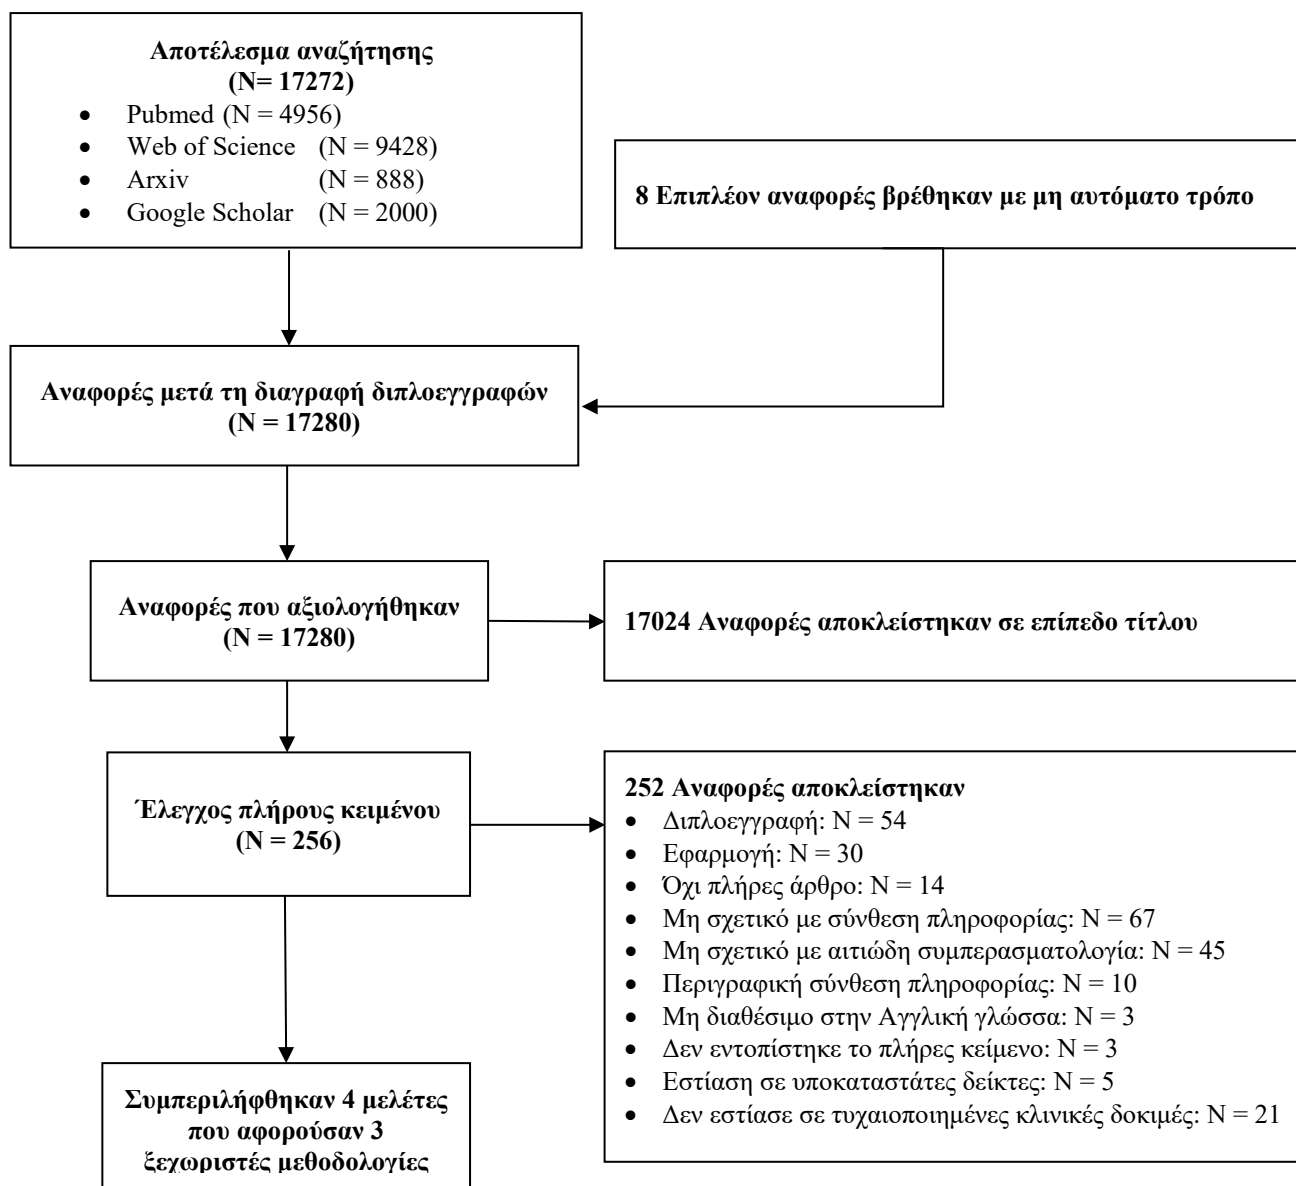 Αποτέλεσμα αναζήτησης
(N= 17272)
• Pubmed (N = 4956)
• Web of Science (N = 9428)
• Arxiv (N = 888)
• Google Scholar (N = 2000)
8 Επιπλέον αναφορές βρέθηκαν με μη αυτόματο τρόπο
Αναφορές μετά τη διαγραφή διπλοεγγραφών
(N = 17280)
Αναφορές που αξιολογήθηκαν
(N = 17280)
17024 Αναφορές αποκλείστηκαν σε επίπεδο τίτλου
Έλεγχος πλήρους κειμένου
(N = 256)
252 Αναφορές αποκλείστηκαν
• Διπλοεγγραφή: N = 54
• Εφαρμογή: N = 30
• Όχι πλήρες άρθρο: N = 14
• Μη σχετικό με σύνθεση πληροφορίας: N = 67
• Μη σχετικό με αιτιώδη συμπερασματολογία: N = 45
• Περιγραφική σύνθεση πληροφορίας: N = 10
• Μη διαθέσιμο στην Αγγλική γλώσσα: N = 3
• Δεν εντοπίστηκε το πλήρες κείμενο: N = 3
• Εστίαση σε υποκαταστάτες δείκτες: N = 5
• Δεν εστίασε σε τυχαιοποιημένες κλινικές δοκιμές: N = 21
Συμπεριλήφθηκαν 4 μελέτες
που αφορούσαν 3
ξεχωριστές μεθοδολογίες